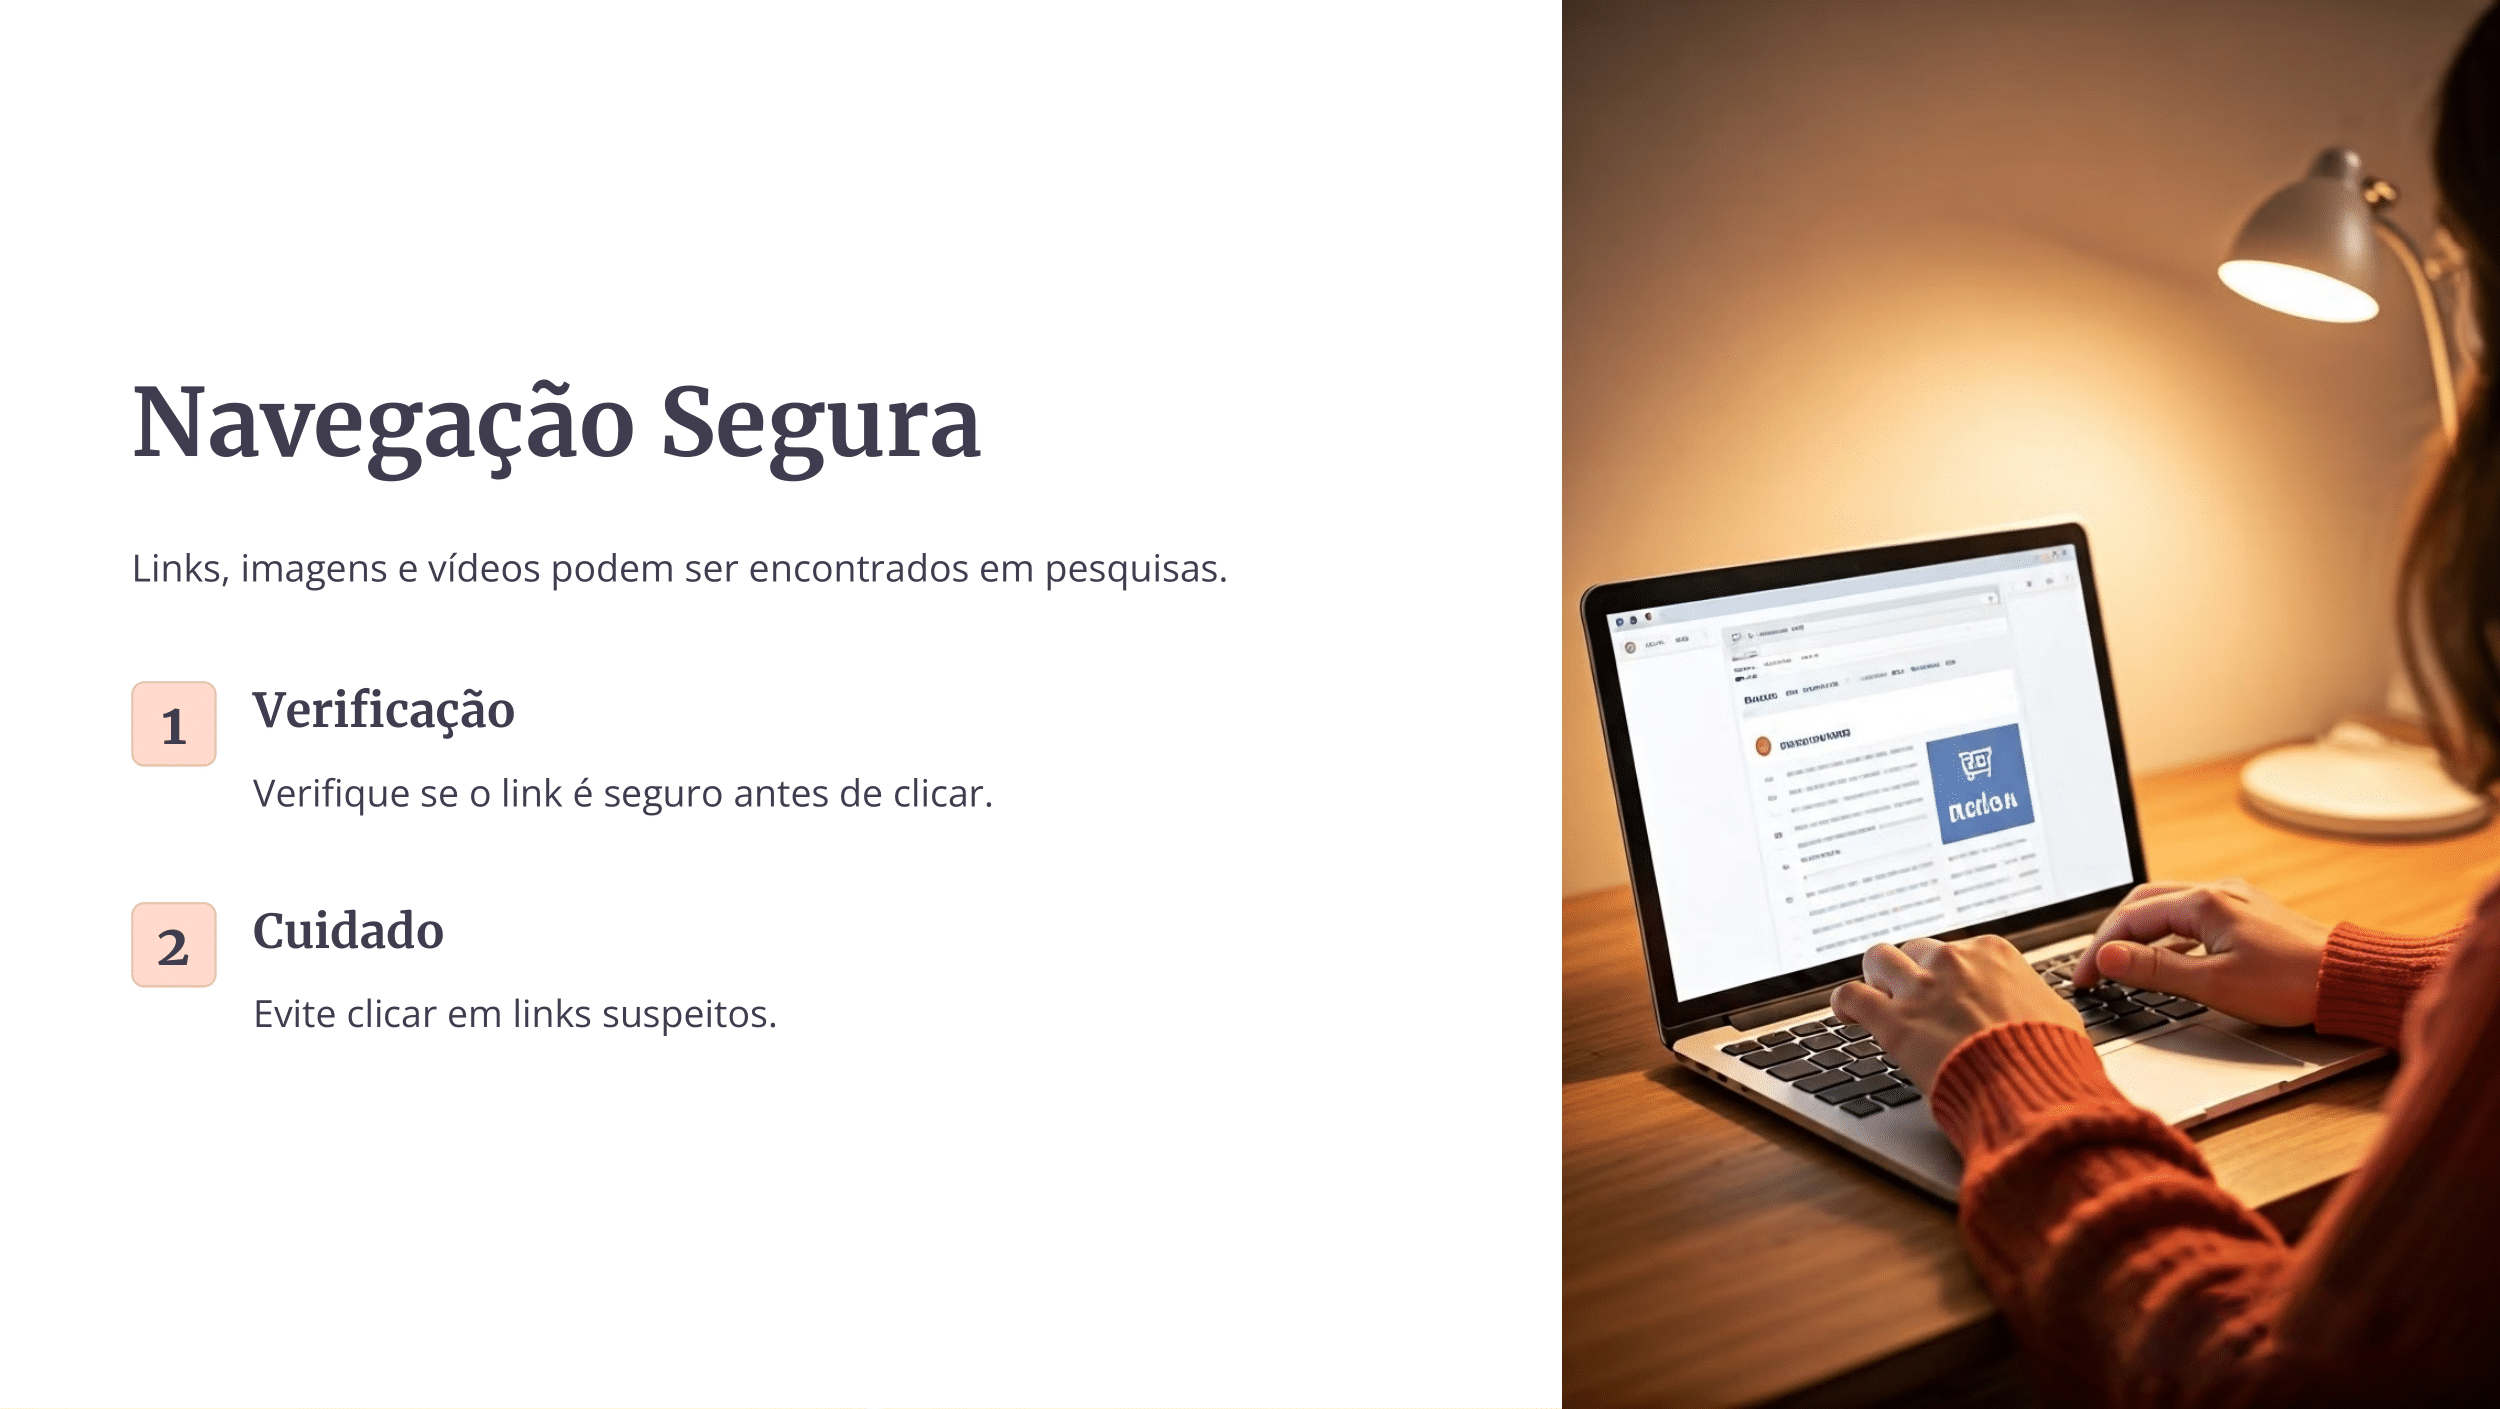 Navegação Segura
Links, imagens e vídeos podem ser encontrados em pesquisas.
1
Verificação
Verifique se o link é seguro antes de clicar.
2
Cuidado
Evite clicar em links suspeitos.